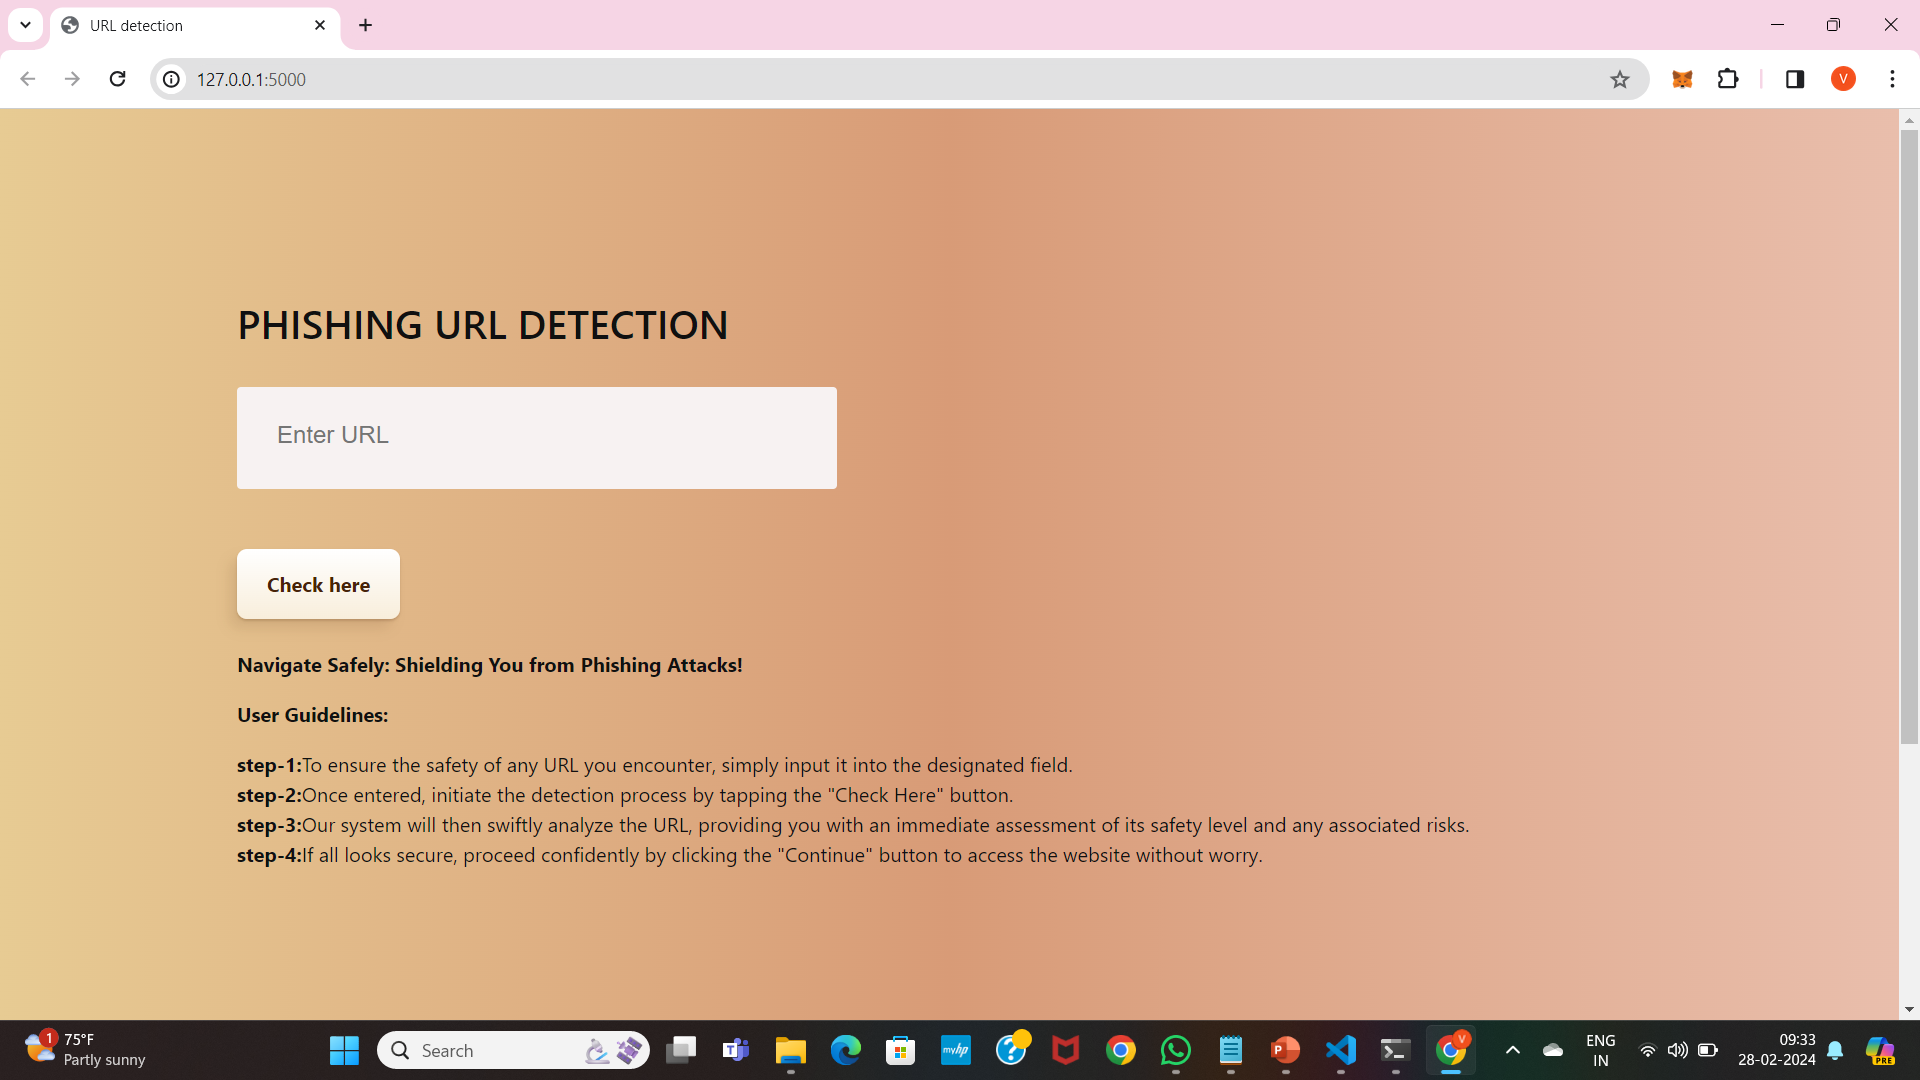 URL detection
127.0.0.1:5000
V
PHISHING URL DETECTION
Enter URL
Check here
Navigate Safely: Shielding You from Phishing Attacks!
User Guidelines:
step-1:To ensure the safety of any URL you encounter, simply input it into the designated field.
step-2:Once entered, initiate the detection process by tapping the "Check Here" button.
step-3:Our system will then swiftly analyze the URL, providing you with an immediate assessment of its safety level and any associated risks.
step-4:If all looks secure, proceed confidently by clicking the "Continue" button to access the website without worry.
1
75°F
Partly sunny
Search
T
myhp
?
P
V
ENG
IN
09:33
28-02-2024
PRE